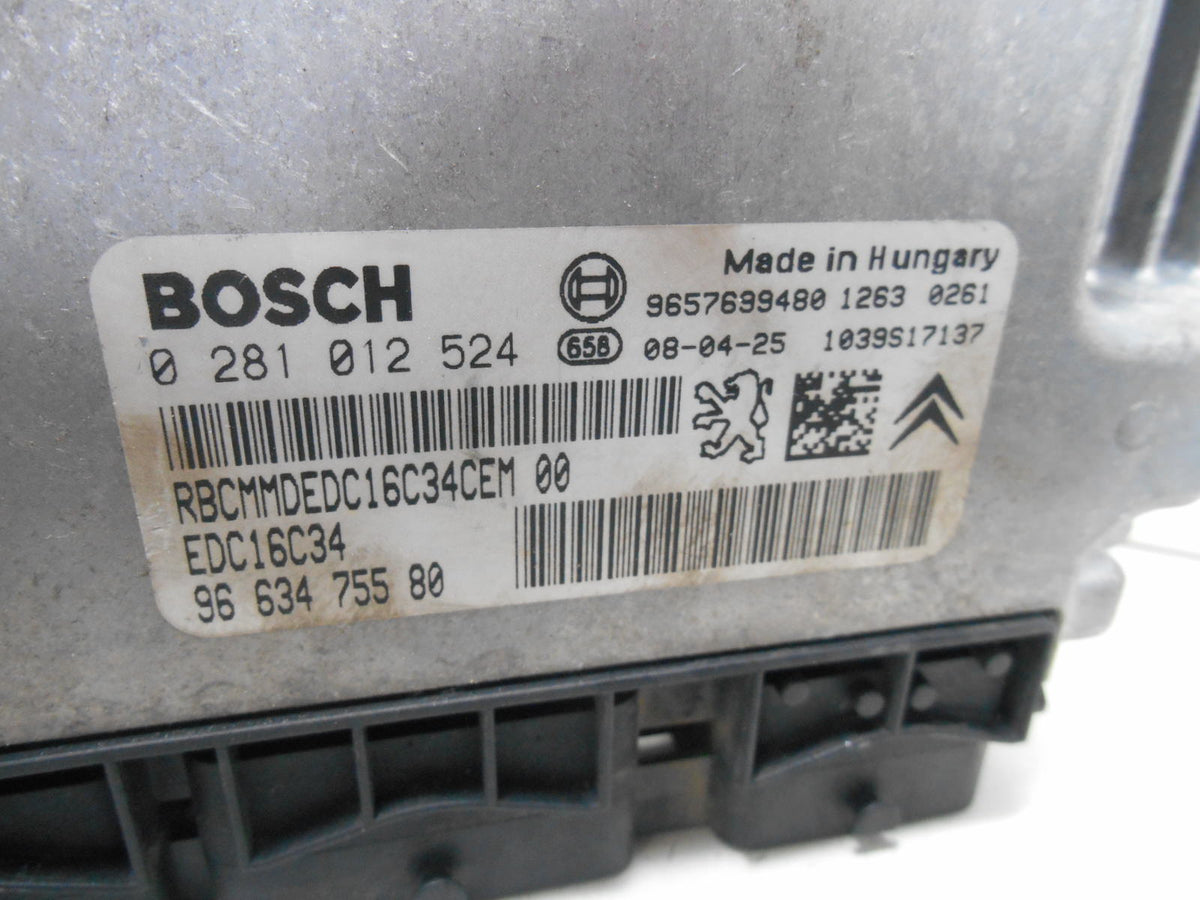 BOSCH
0 281 012 524
658
Made in Hungary
9657699480 1263 0261
08-04-25 1039S17137
RBCMMDEDC16C34CEM 00
EDC16C34
96 634 755 80